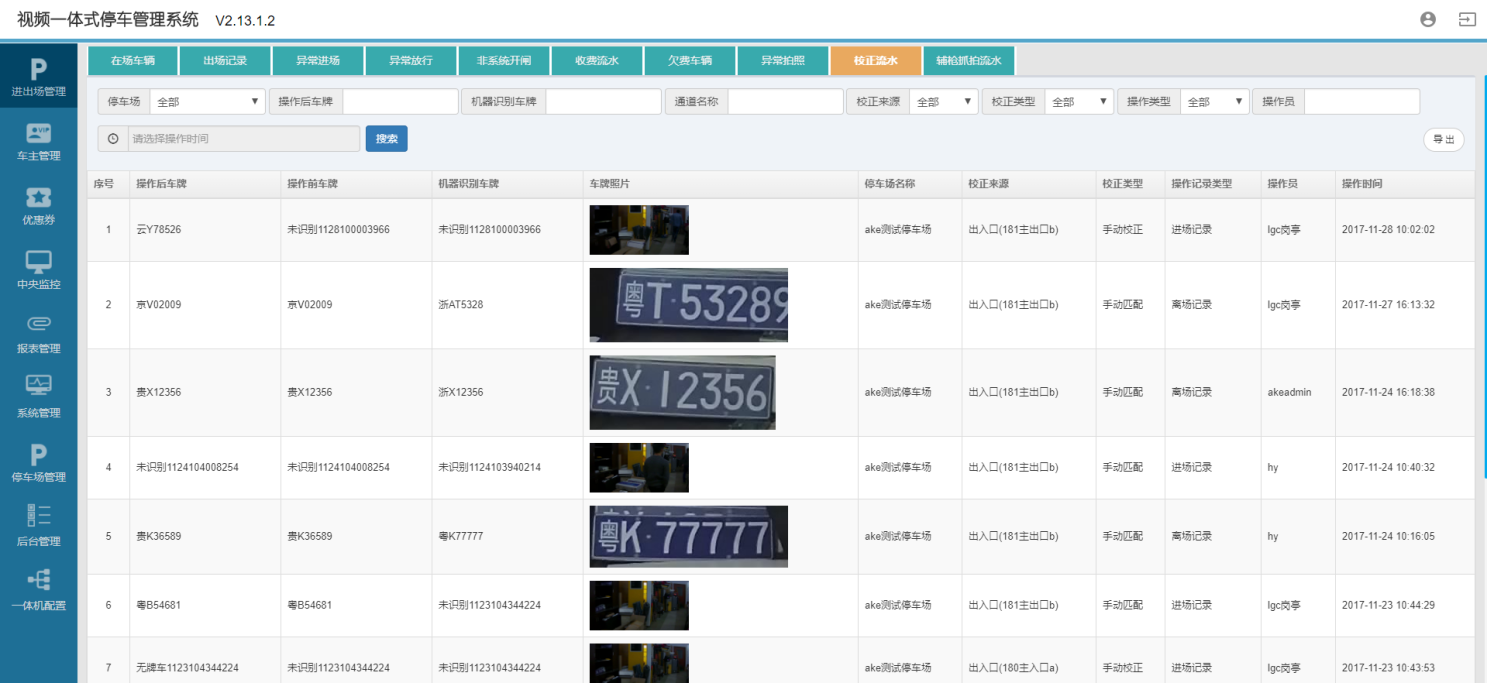 视频一体式停车管理系统 V2.13.1.2
P
进出场管理
VIP
车主管理
优惠券
中央监控
报表管理
系统管理
P
停车场管理
后台管理
一体机配置
在场车辆 出场记录 异常进场 异常放行 非系统开闸 收费流水 欠费车辆 异常拍照 校正流水 辅枪抓拍流水
停车场 全部 操作后车牌 机器识别车牌 通道名称 校正来源 全部 校正类型 全部 操作类型 全部 操作员
请选择操作时间 搜索 导出
序号 操作后车牌 操作前车牌 机器识别车牌 车牌照片 停车场名称 校正来源 校正类型 操作记录类型 操作员 操作时间
1 云Y78526 未识别1128100003966 未识别1128100003966 ake测试停车场 出入口(181主出口b) 手动校正 进场记录 lgc岗亭 2017-11-28 10:02:02
2 京V02009 京V02009 浙AT5328 粤T·53289 ake测试停车场 出入口(181主出口b) 手动匹配 离场记录 lgc岗亭 2017-11-27 16:13:32
3 贵X12356 贵X12356 浙X12356 贵X·12356 ake测试停车场 出入口(181主出口b) 手动匹配 离场记录 akeadmin 2017-11-24 16:18:38
4 未识别1124104008254 未识别1124104008254 未识别1124103940214 ake测试停车场 出入口(181主出口b) 手动匹配 进场记录 hy 2017-11-24 10:40:32
5 贵K36589 贵K36589 粤K77777 粤K·77777 ake测试停车场 出入口(181主出口b) 手动匹配 离场记录 hy 2017-11-24 10:16:05
6 粤B54681 粤B54681 未识别1123104344224 ake测试停车场 出入口(181主出口b) 手动匹配 进场记录 lgc岗亭 2017-11-23 10:44:29
7 无牌车1123104344224 未识别1123104344224 未识别1123104344224 ake测试停车场 出入口(180主入口a) 手动校正 进场记录 lgc岗亭 2017-11-23 10:43:53